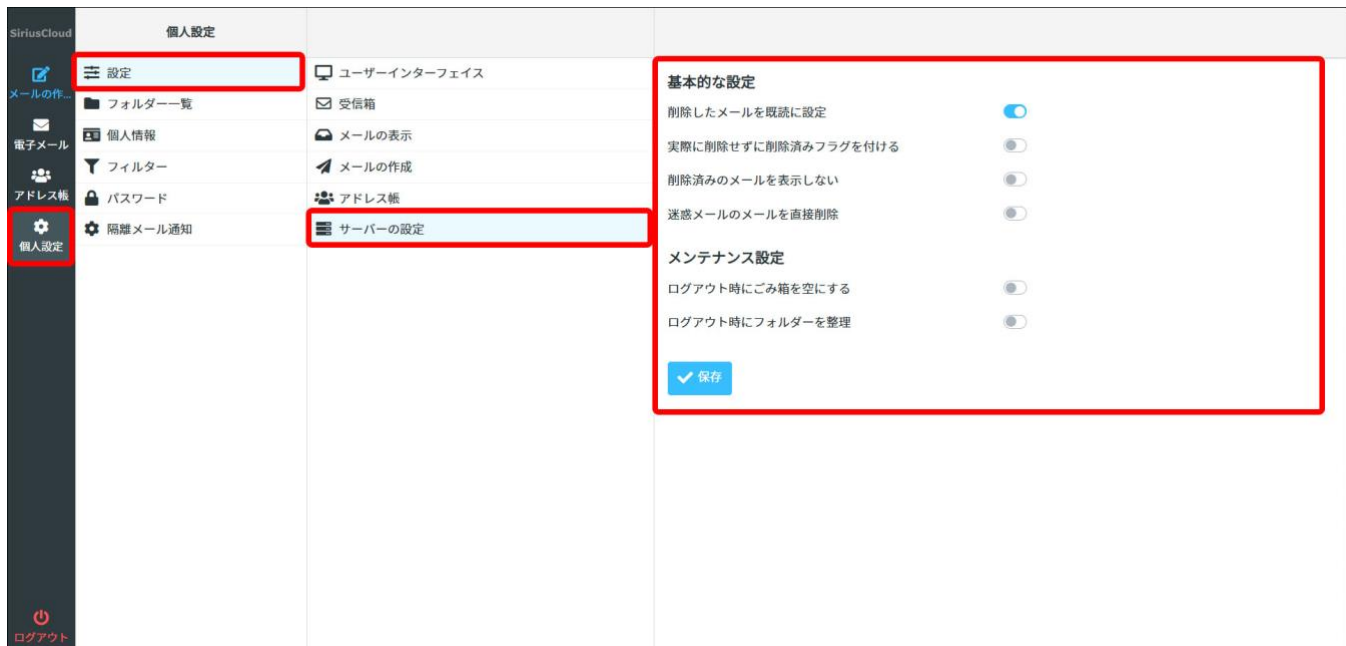 SiriusCloud
個人設定
メールの作...
電子メール
アドレス帳
個人設定
ログアウト
設定
フォルダー一覧
個人情報
フィルター
パスワード
隔離メール通知
ユーザーインターフェイス
受信箱
メールの表示
メールの作成
アドレス帳
サーバーの設定
基本的な設定
削除したメールを既読に設定
実際に削除せずに削除済みフラグを付ける
削除済みのメールを表示しない
迷惑メールのメールを直接削除
メンテナンス設定
ログアウト時にごみ箱を空にする
ログアウト時にフォルダーを整理
保存